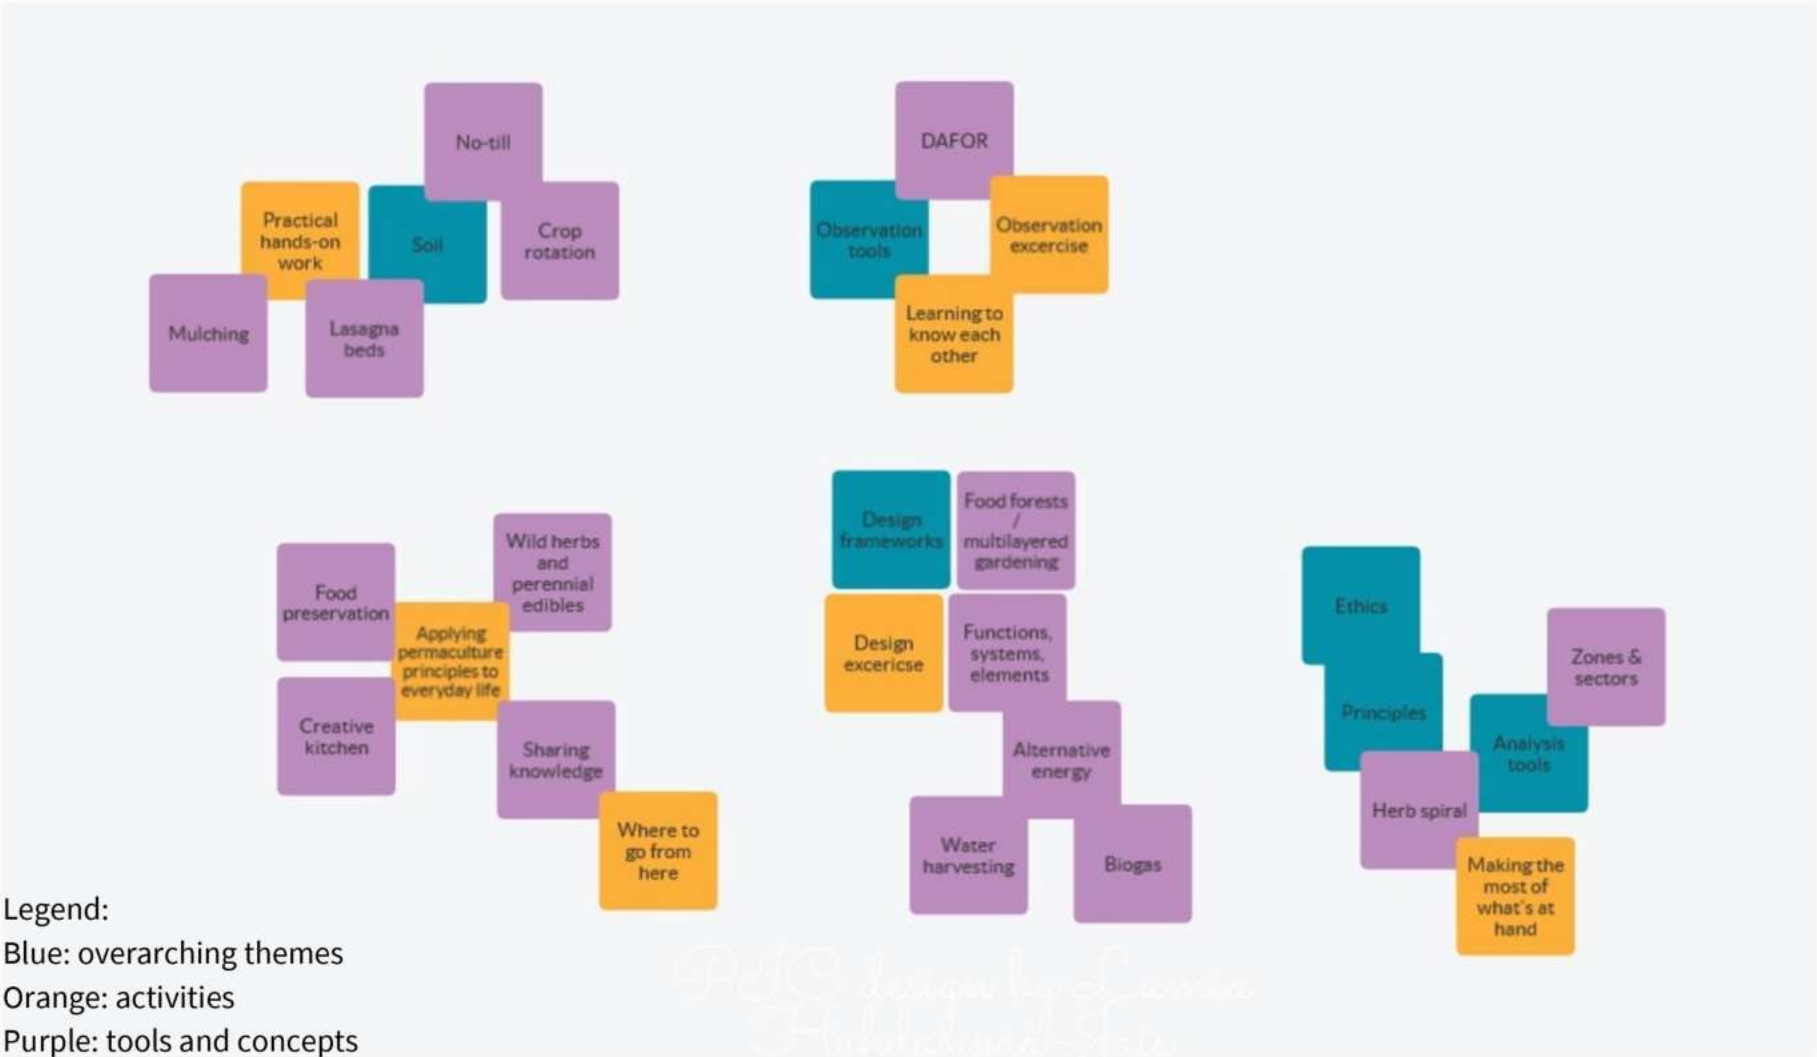 No-till
Practical
hands-on
work
Soil
Crop
rotation
Mulching
Lasagna
beds
DAFOR
Observation
tools
Observation
excercise
Learning to
know each
other
Food
preservation
Wild herbs
and
perennial
edibles
Applying
permaculture
principles to
everyday life
Creative
kitchen
Sharing
knowledge
Where to
go from
here
Design
frameworks
Food forests
/
multilayered
gardening
Design
excericse
Functions,
systems,
elements
Alternative
energy
Water
harvesting
Biogas
Ethics
Principles
Zones &
sectors
Analysis
tools
Herb spiral
Making the
most of
what's at
hand
Legend:
Blue: overarching themes
Orange: activities
Purple: tools and concepts
design by